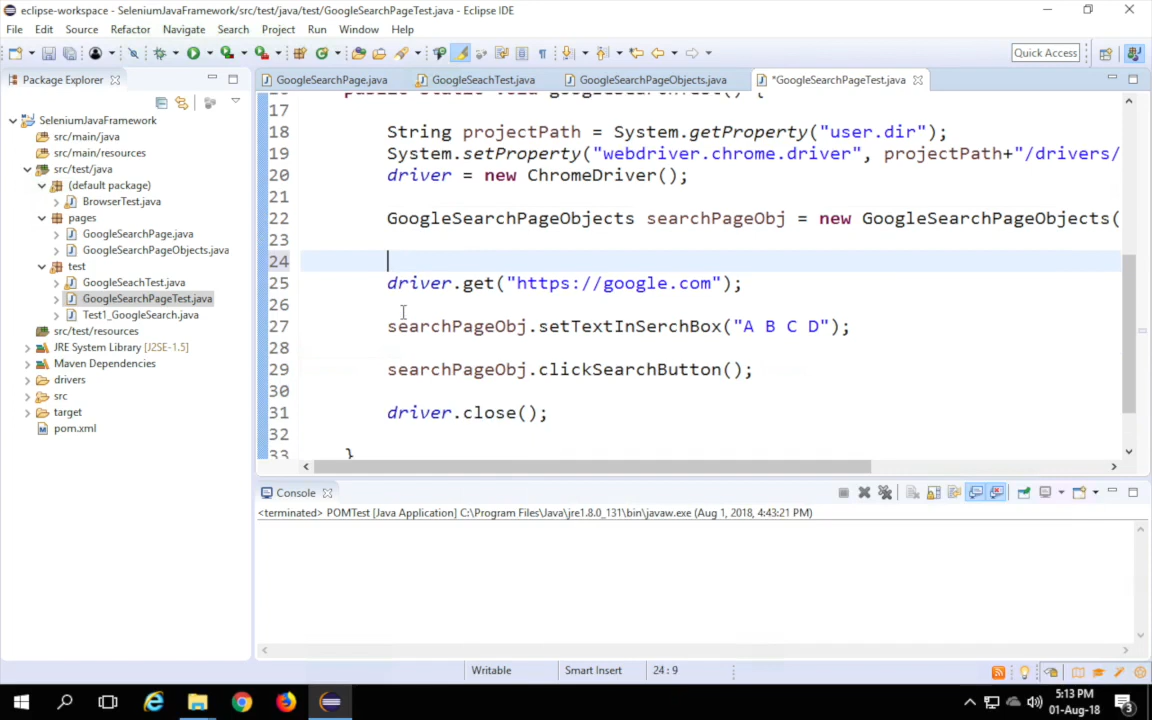 eclipse-workspace - SeleniumJavaFramework/src/test/java/test/GoogleSearchPageTest.java - Eclipse IDE
File Edit Source Refactor Navigate Search Project Run Window Help
Quick Access
Package Explorer
GoogleSearchPage.java
GoogleSeachTest.java
GoogleSearchPageObjects.java
*GoogleSearchPageTest.java
SeleniumJavaFramework
src/main/java
src/main/resources
src/test/java
(default package)
BrowserTest.java
pages
GoogleSearchPage.java
GoogleSearchPageObjects.java
test
GoogleSeachTest.java
GoogleSearchPageTest.java
Test1_GoogleSearch.java
src/test/resources
JRE System Library [J2SE-1.5]
Maven Dependencies
drivers
src
target
pom.xml
17
18 String projectPath = System.getProperty("user.dir");
19 System.setProperty("webdriver.chrome.driver", projectPath+"/drivers/
20 driver = new ChromeDriver();
21
22 GoogleSearchPageObjects searchPageObj = new GoogleSearchPageObjects(
23
24
25 driver.get("https://google.com");
26
27 searchPageObj.setTextInSerchBox("A B C D");
28
29 searchPageObj.clickSearchButton();
30
31 driver.close();
32
33 }
Console
<terminated> POMTest [Java Application] C:\Program Files\Java\jre1.8.0_131\bin\javaw.exe (Aug 1, 2018, 4:43:21 PM)
Writable
Smart Insert
24 : 9
5:13 PM
01-Aug-18
3